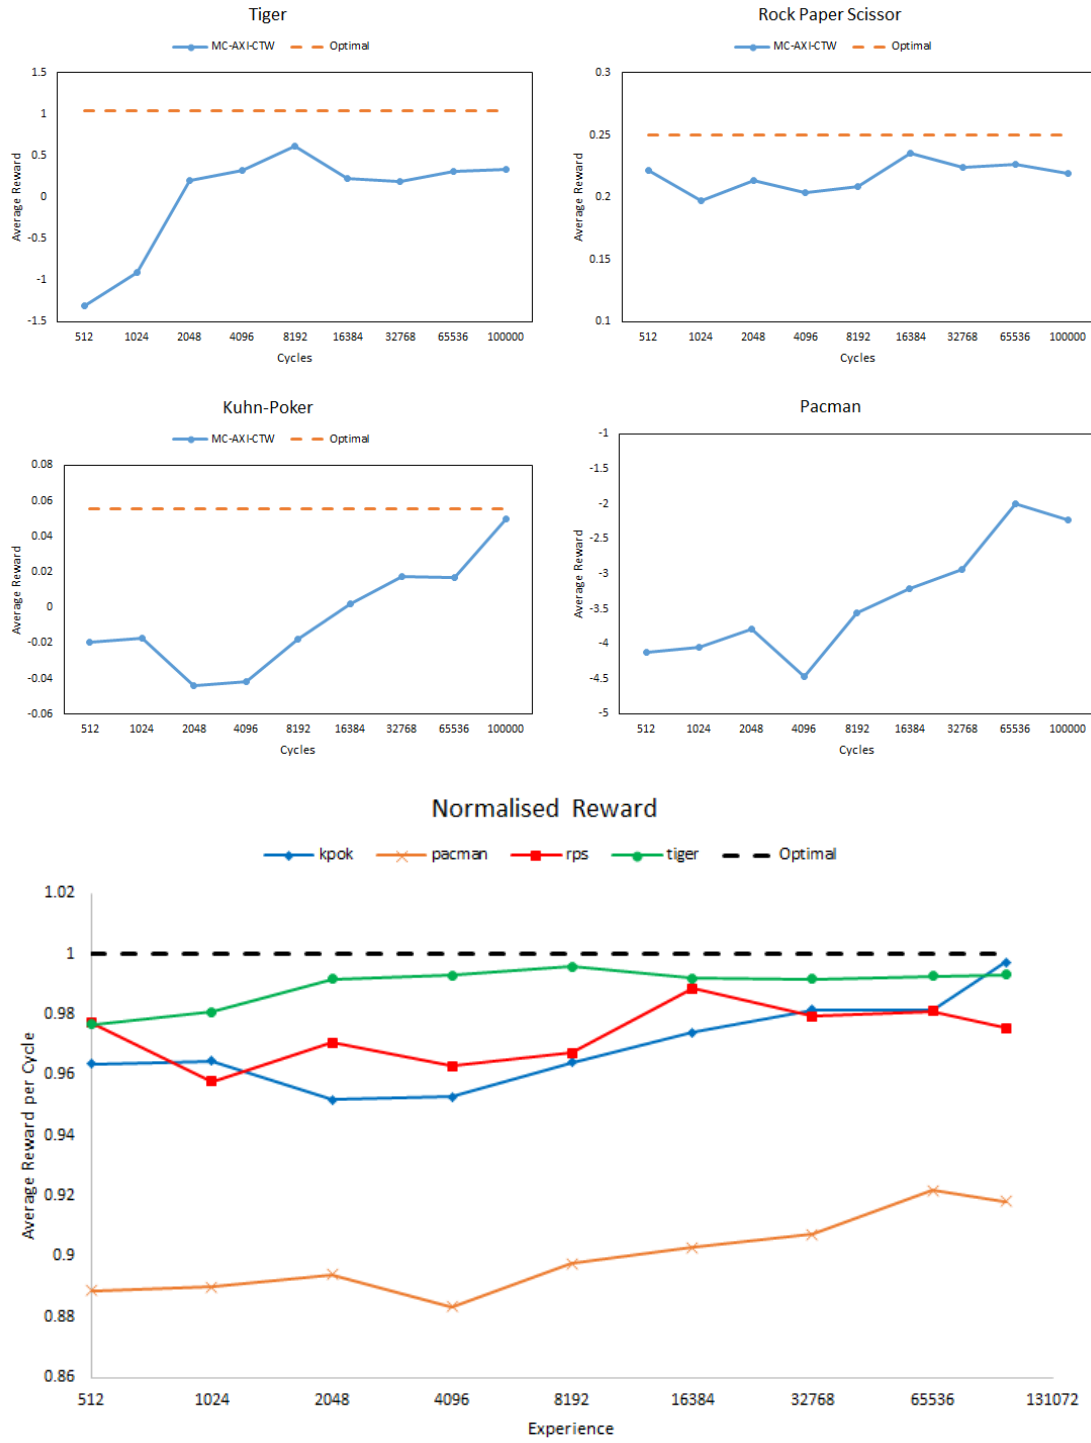 Tiger
MC-AXI-CTW Optimal
1.5
1
0.5
0
-0.5
-1
-1.5
Average Reward
512 1024 2048 4096 8192 16384 32768 65536 100000
Cycles
Rock Paper Scissor
MC-AXI-CTW Optimal
0.3
0.25
0.2
0.15
0.1
Average Reward
512 1024 2048 4096 8192 16384 32768 65536 100000
Cycles
Kuhn-Poker
MC-AXI-CTW Optimal
0.08
0.06
0.04
0.02
0
-0.02
-0.04
-0.06
Average Reward
512 1024 2048 4096 8192 16384 32768 65536 100000
Cycles
Pacman
-1
-1.5
-2
-2.5
-3
-3.5
-4
-4.5
-5
Average Reward
512 1024 2048 4096 8192 16384 32768 65536 100000
Cycles
Normalised Reward
kpok pacman rps tiger Optimal
1.02
1
0.98
0.96
0.94
0.92
0.9
0.88
0.86
Average Reward per Cycle
512 1024 2048 4096 8192 16384 32768 65536 131072
Experience